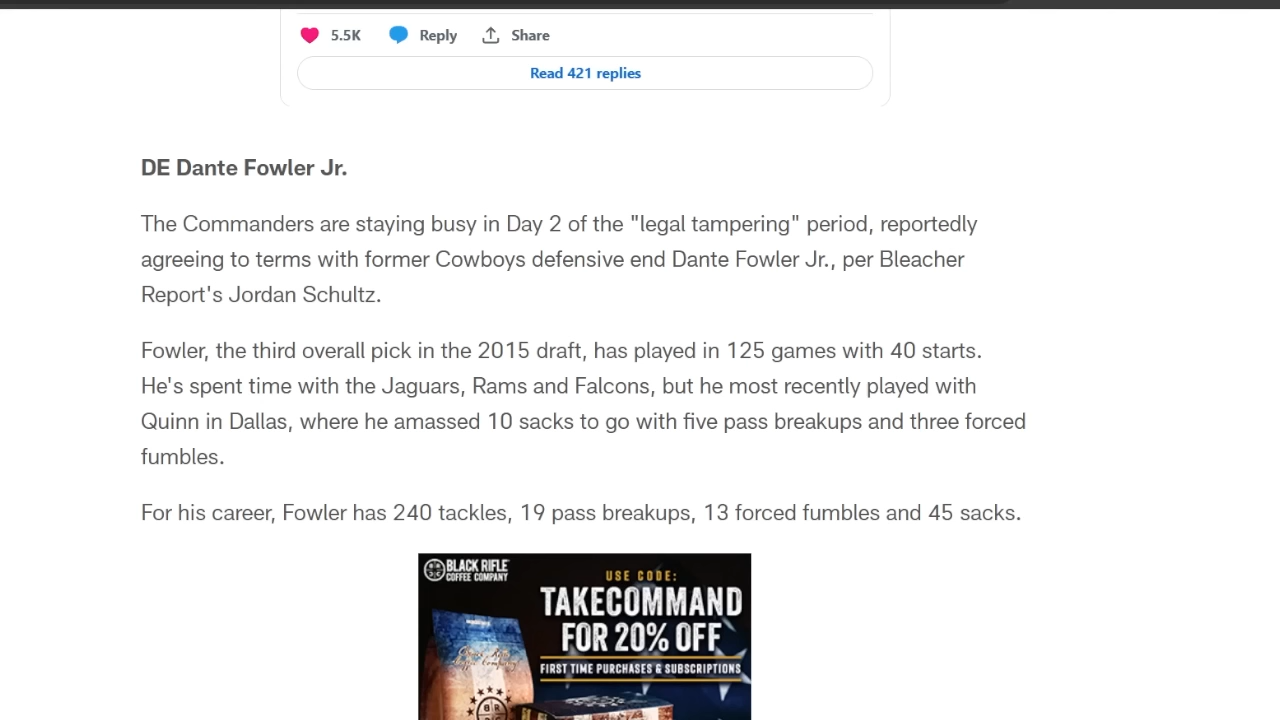 5.5K Reply Share
Read 421 replies
DE Dante Fowler Jr.
The Commanders are staying busy in Day 2 of the "legal tampering" period, reportedly
agreeing to terms with former Cowboys defensive end Dante Fowler Jr., per Bleacher
Report's Jordan Schultz.
Fowler, the third overall pick in the 2015 draft, has played in 125 games with 40 starts.
He's spent time with the Jaguars, Rams and Falcons, but he most recently played with
Quinn in Dallas, where he amassed 10 sacks to go with five pass breakups and three forced
fumbles.
For his career, Fowler has 240 tackles, 19 pass breakups, 13 forced fumbles and 45 sacks.
BLACK RIFLE
COFFEE COMPANY
USE CODE:
TAKECOMMAND
FOR 20% OFF
FIRST TIME PURCHASES & SUBSCRIPTIONS